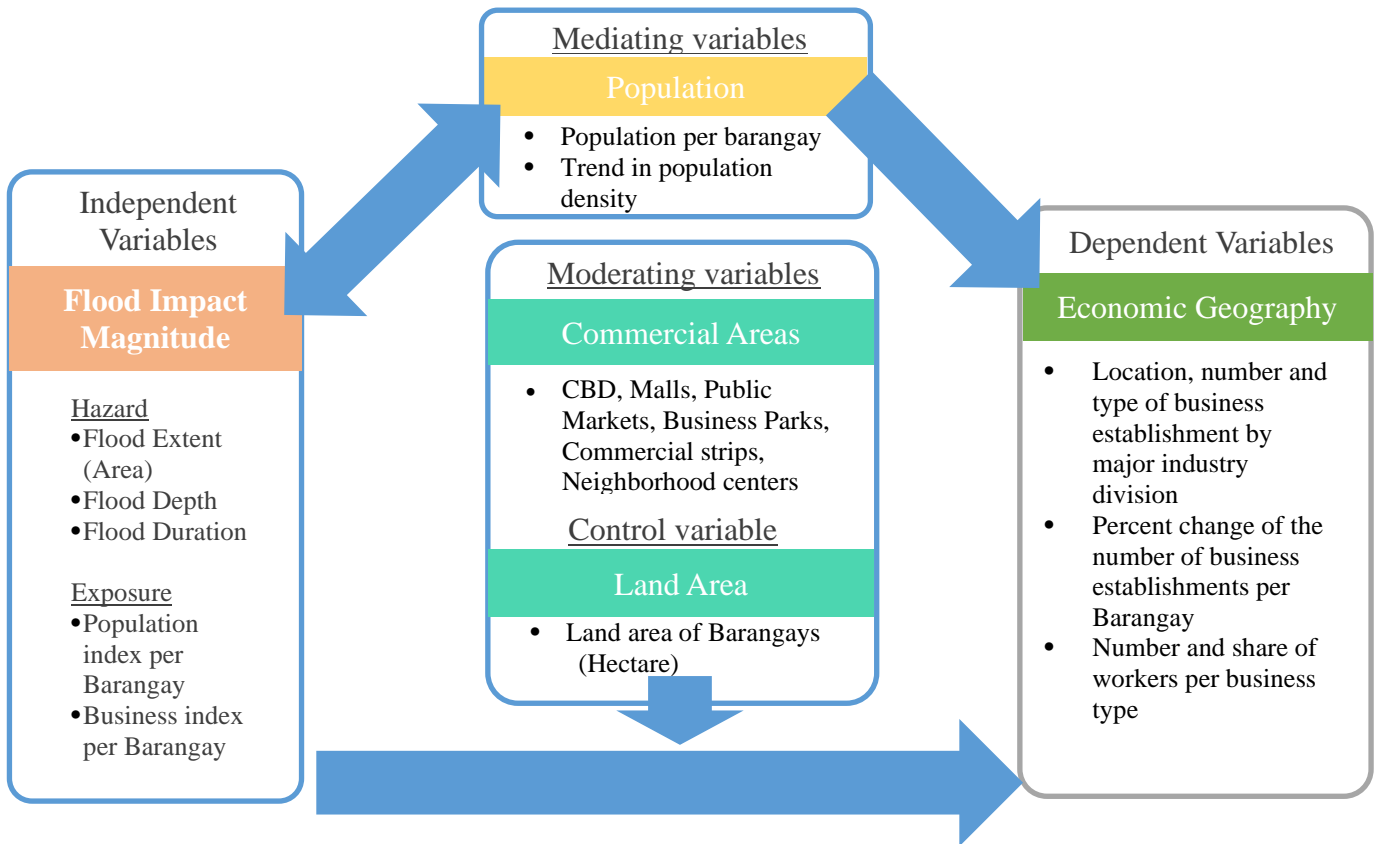 Mediating variables
Population
• Population per barangay
• Trend in population
density
Independent
Variables
Flood Impact
Magnitude
Hazard
•Flood Extent
(Area)
•Flood Depth
•Flood Duration
Exposure
•Population
index per
Barangay
•Business index
per Barangay
Moderating variables
Commercial Areas
• CBD, Malls, Public
Markets, Business Parks,
Commercial strips,
Neighborhood centers
Control variable
Land Area
• Land area of Barangays
(Hectare)
Dependent Variables
Economic Geography
• Location, number and
type of business
establishment by
major industry
division
• Percent change of the
number of business
establishments per
Barangay
• Number and share of
workers per business
type